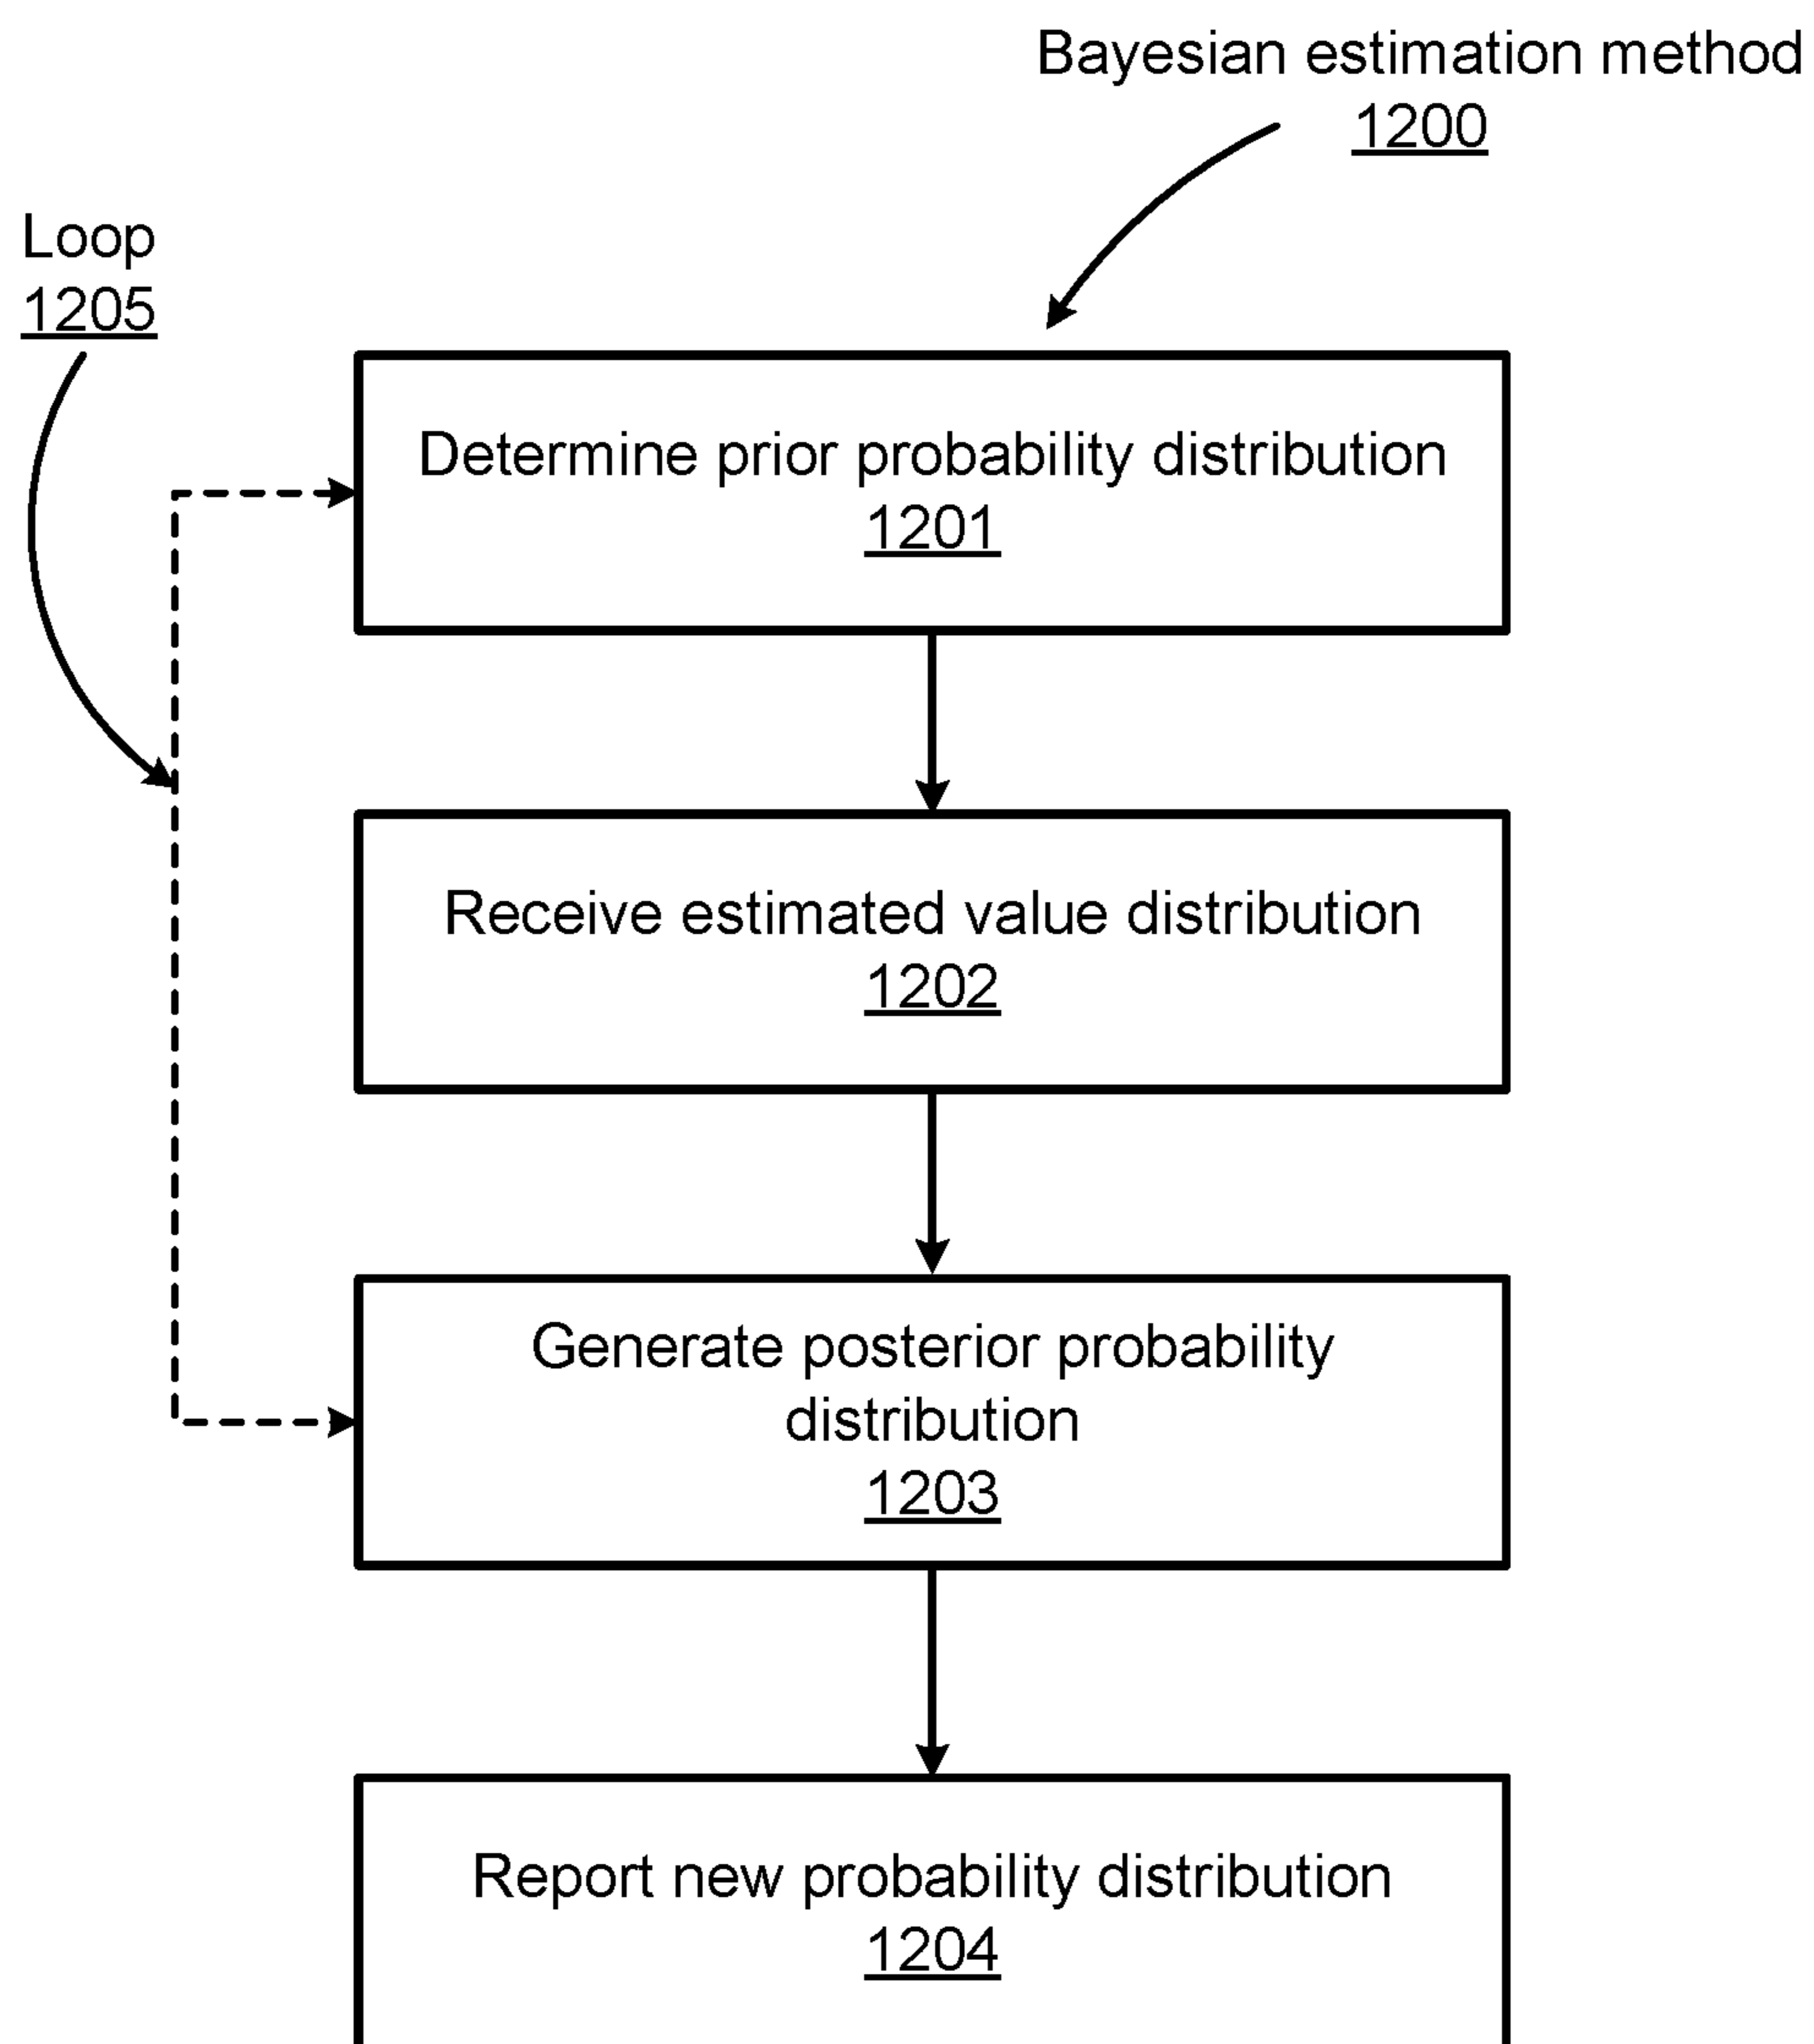 Bayesian estimation method
1200
Loop
1205
Determine prior probability distribution
1201
Receive estimated value distribution
1202
Generate posterior probability
distribution
1203
Report new probability distribution
1204